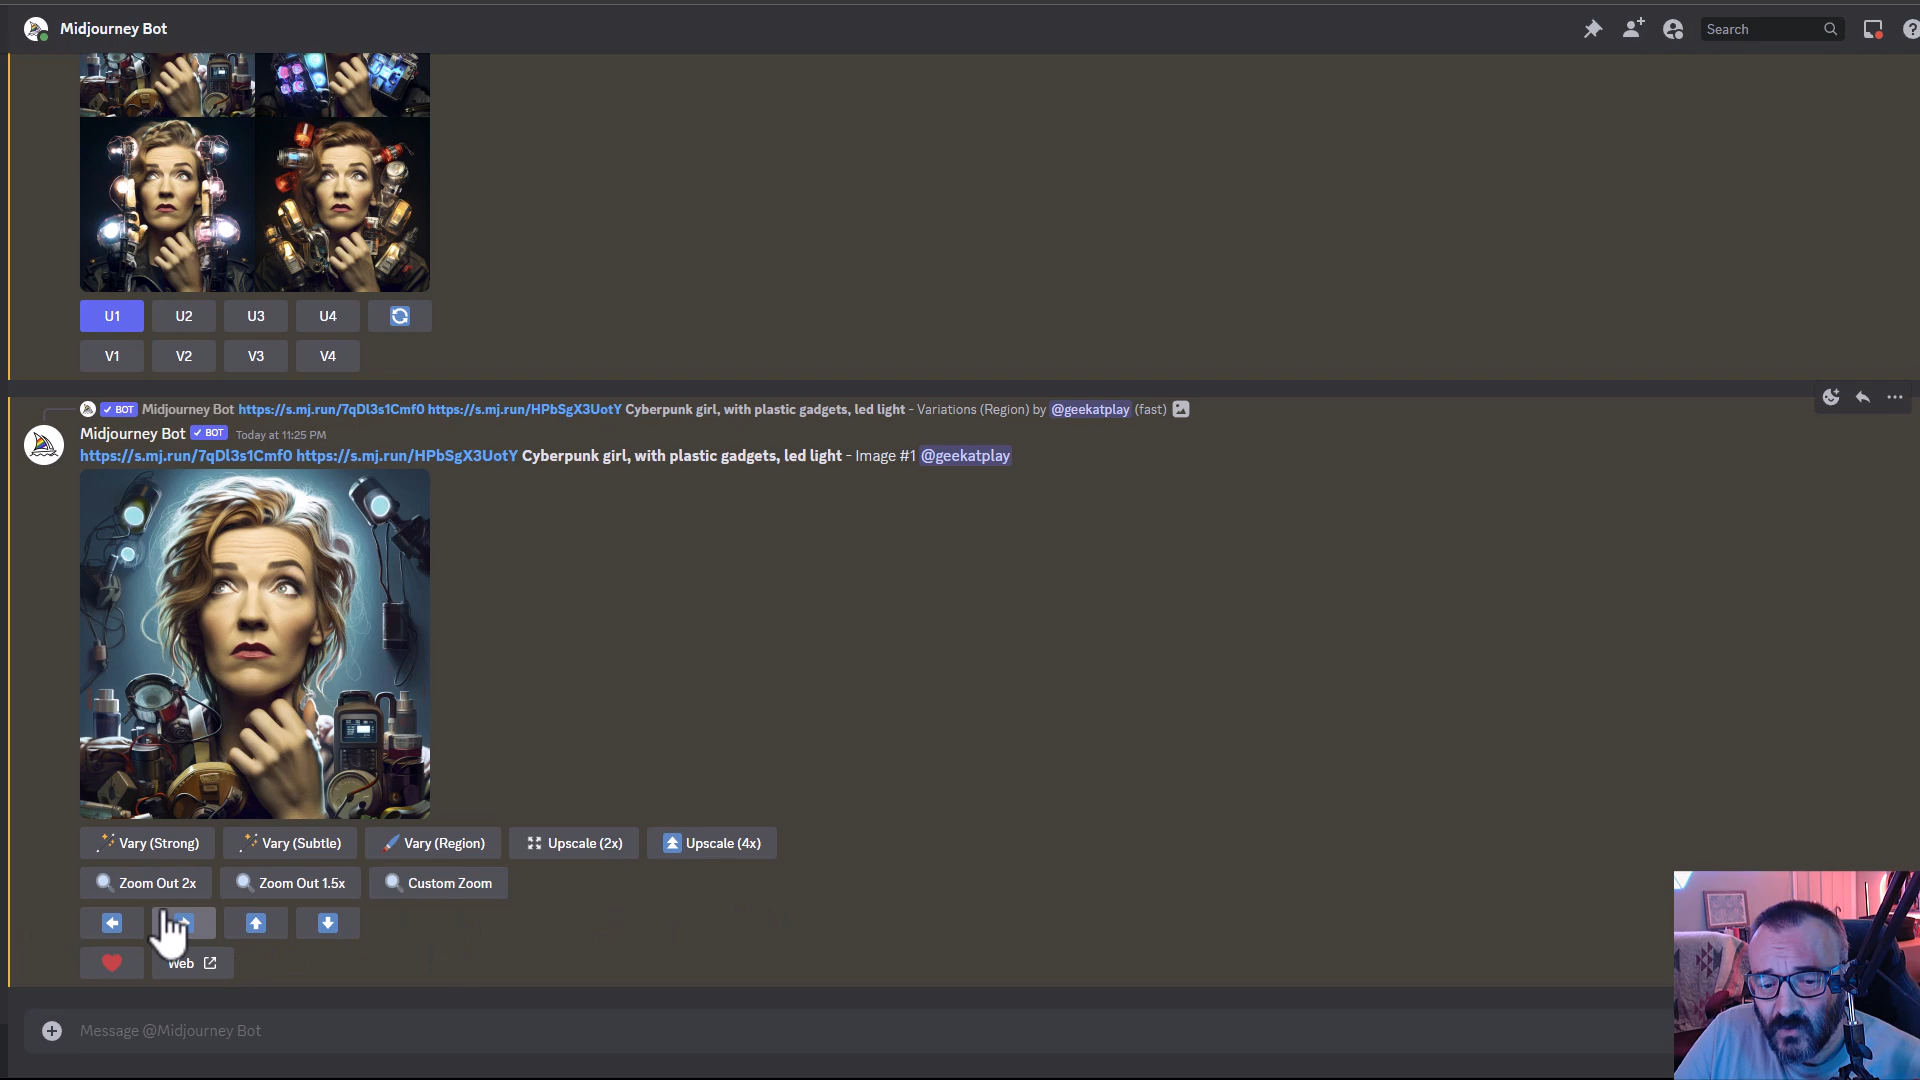 Midjourney Bot
Search
U1 U2 U3 U4
V1 V2 V3 V4
✓ BOT Midjourney Bot https://s.mj.run/7qDl3s1Cmf0 https://s.mj.run/HPbSgX3UotY Cyberpunk girl, with plastic gadgets, led light - Variations (Region) by @geekatplay (fast)
Midjourney Bot ✓ BOT Today at 11:25 PM
https://s.mj.run/7qDl3s1Cmf0 https://s.mj.run/HPbSgX3UotY Cyberpunk girl, with plastic gadgets, led light - Image #1 @geekatplay
Vary (Strong) Vary (Subtle) Vary (Region) Upscale (2x) Upscale (4x)
Zoom Out 2x Zoom Out 1.5x Custom Zoom
Web
Message @Midjourney Bot